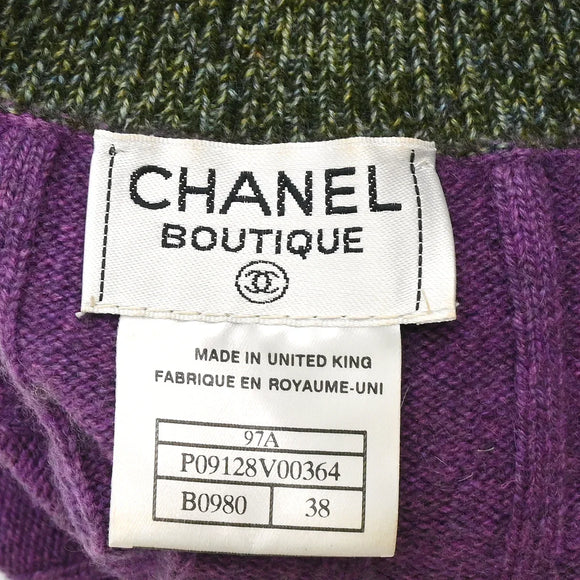 CHANEL
BOUTIQUE
MADE IN UNITED KING
FABRIQUE EN ROYAUME-UNI
97A
P09128V00364
B0980 38